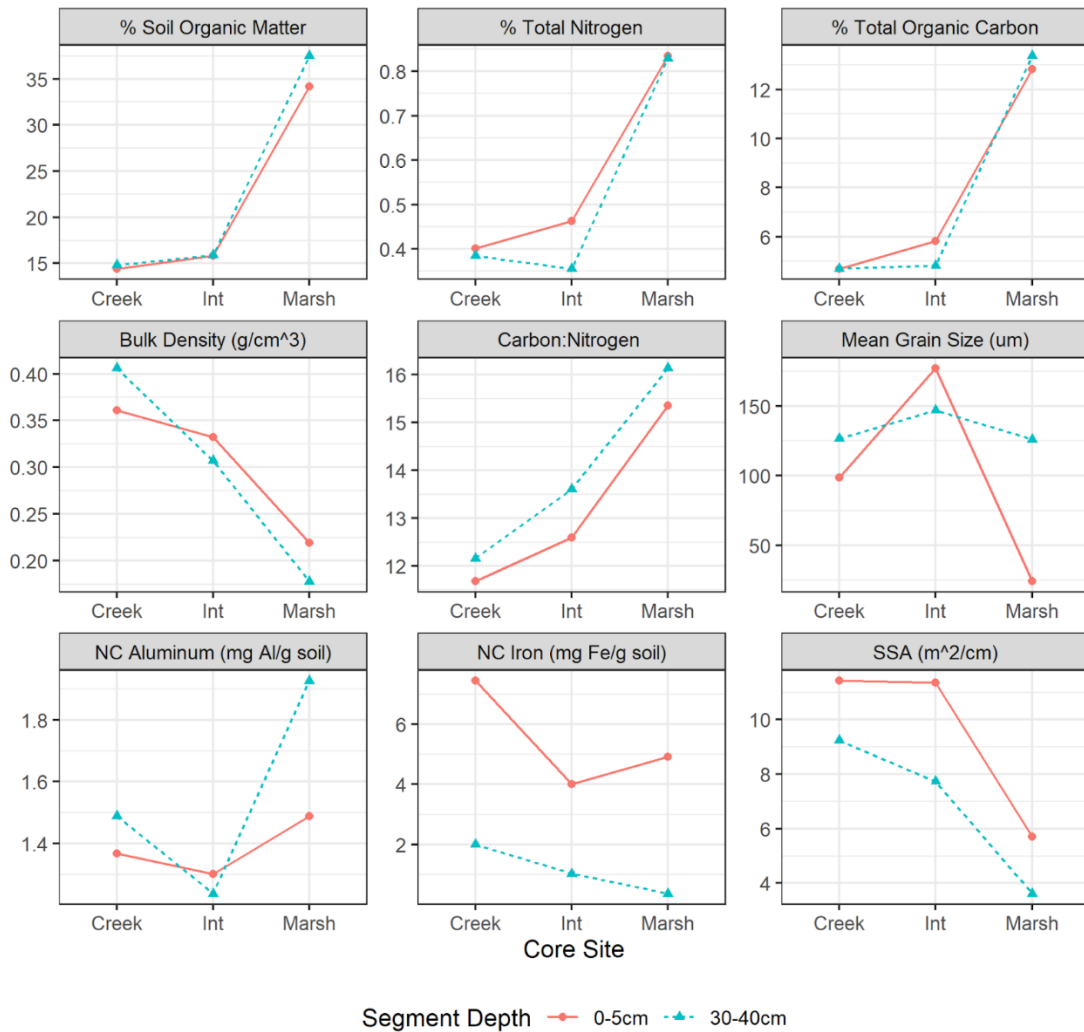 % Soil Organic Matter
% Total Nitrogen
% Total Organic Carbon
35
30
25
20
15
0.8
0.7
0.6
0.5
0.4
12
10
8
6
Creek Int Marsh
Creek Int Marsh
Creek Int Marsh
Bulk Density (g/cm^3)
Carbon:Nitrogen
Mean Grain Size (um)
0.40
0.35
0.30
0.25
0.20
16
15
14
13
12
150
100
50
Creek Int Marsh
Creek Int Marsh
Creek Int Marsh
NC Aluminum (mg Al/g soil)
NC Iron (mg Fe/g soil)
SSA (m^2/cm)
1.8
1.6
1.4
6
4
2
10
8
6
4
Creek Int Marsh
Creek Int Marsh
Creek Int Marsh
Core Site
Segment Depth 0-5cm 30-40cm